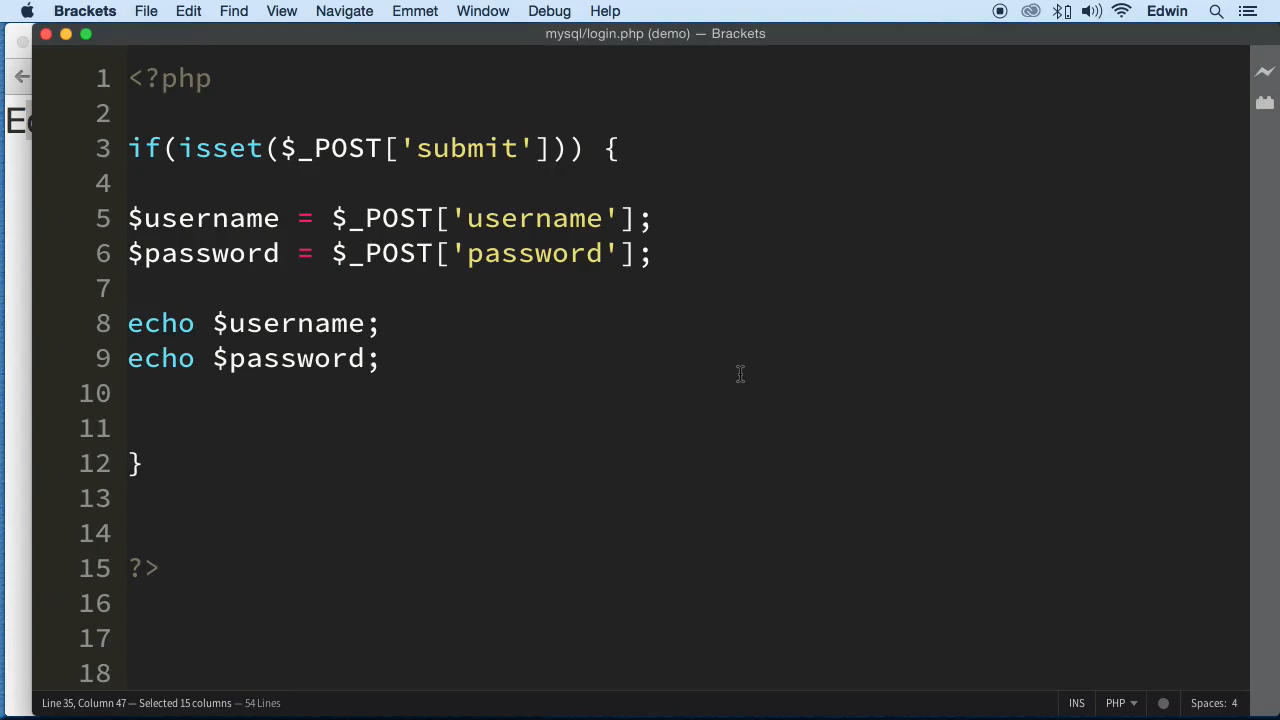 Brackets File Edit Find View Navigate Emmet Window Debug Help Edwin
mysql/login.php (demo) — Brackets
1 <?php
2
3 if(isset($_POST['submit'])) {
4
5 $username = $_POST['username'];
6 $password = $_POST['password'];
7
8 echo $username;
9 echo $password;
10
11
12 }
13
14
15 ?>
16
17
18
Line 35, Column 47 — Selected 15 columns — 54 Lines INS PHP Spaces: 4